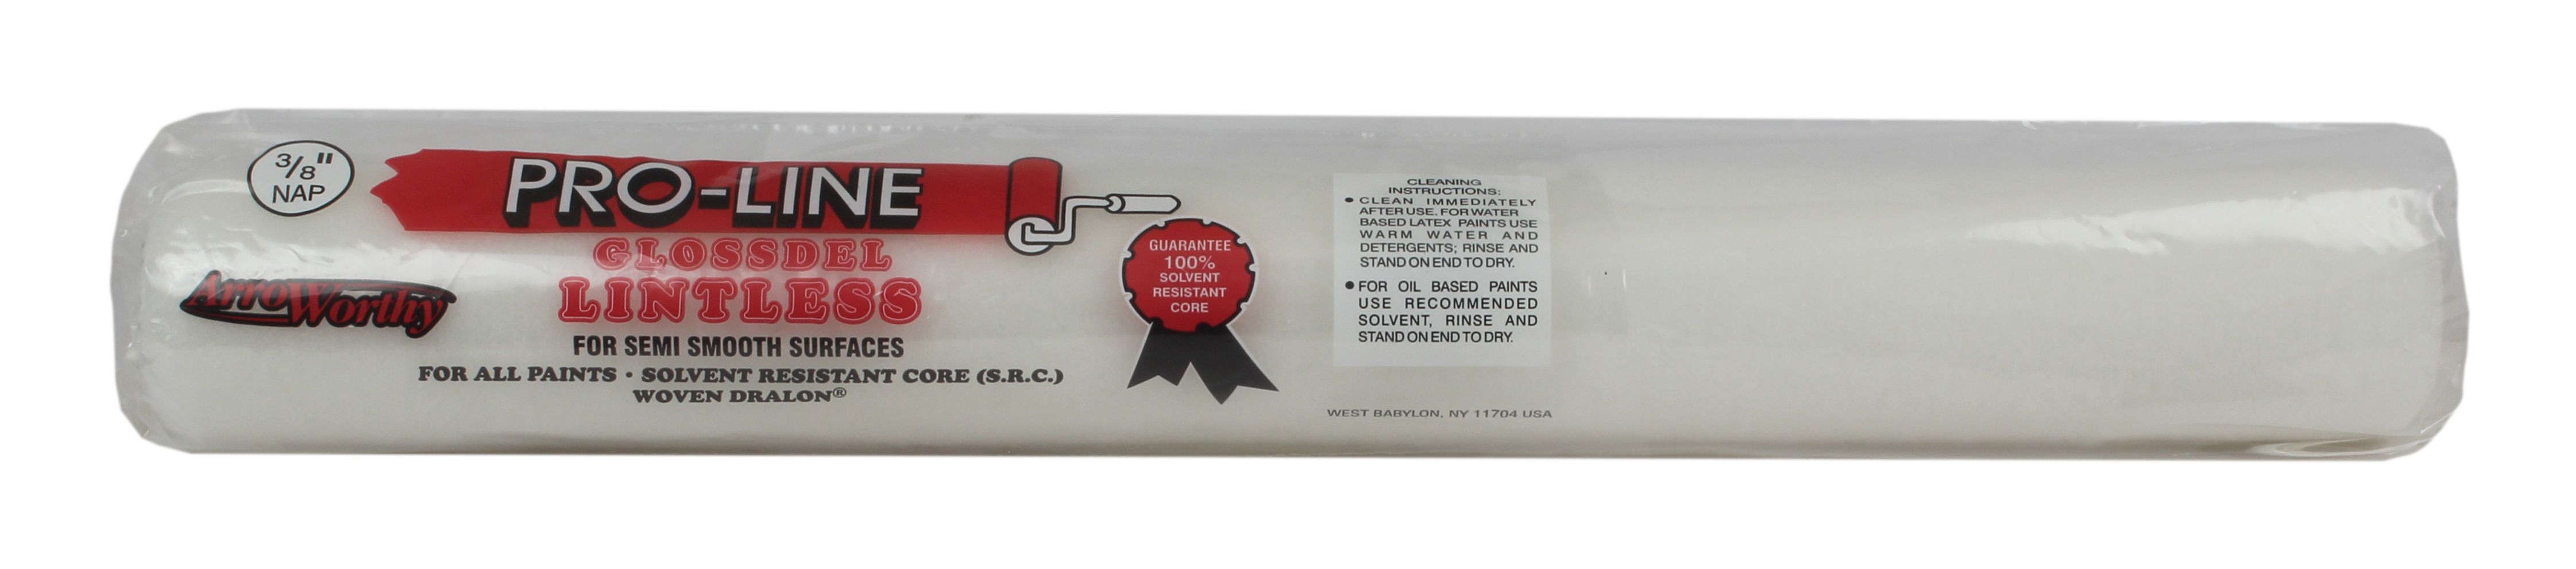 3/8" NAP
PRO-LINE
GLOSSDEL
LINTLESS
ArroWorthy
FOR SEMI SMOOTH SURFACES
FOR ALL PAINTS • SOLVENT RESISTANT CORE (S.R.C.)
WOVEN DRALON®
GUARANTEE
100%
SOLVENT
RESISTANT
CORE
CLEANING
INSTRUCTIONS:
• CLEAN IMMEDIATELY
AFTER USE. FOR WATER
BASED LATEX PAINTS USE
WARM WATER AND
DETERGENTS; RINSE AND
STAND ON END TO DRY.
• FOR OIL BASED PAINTS
USE RECOMMENDED
SOLVENT, RINSE AND
STAND ON END TO DRY.
WEST BABYLON, NY 11704 USA